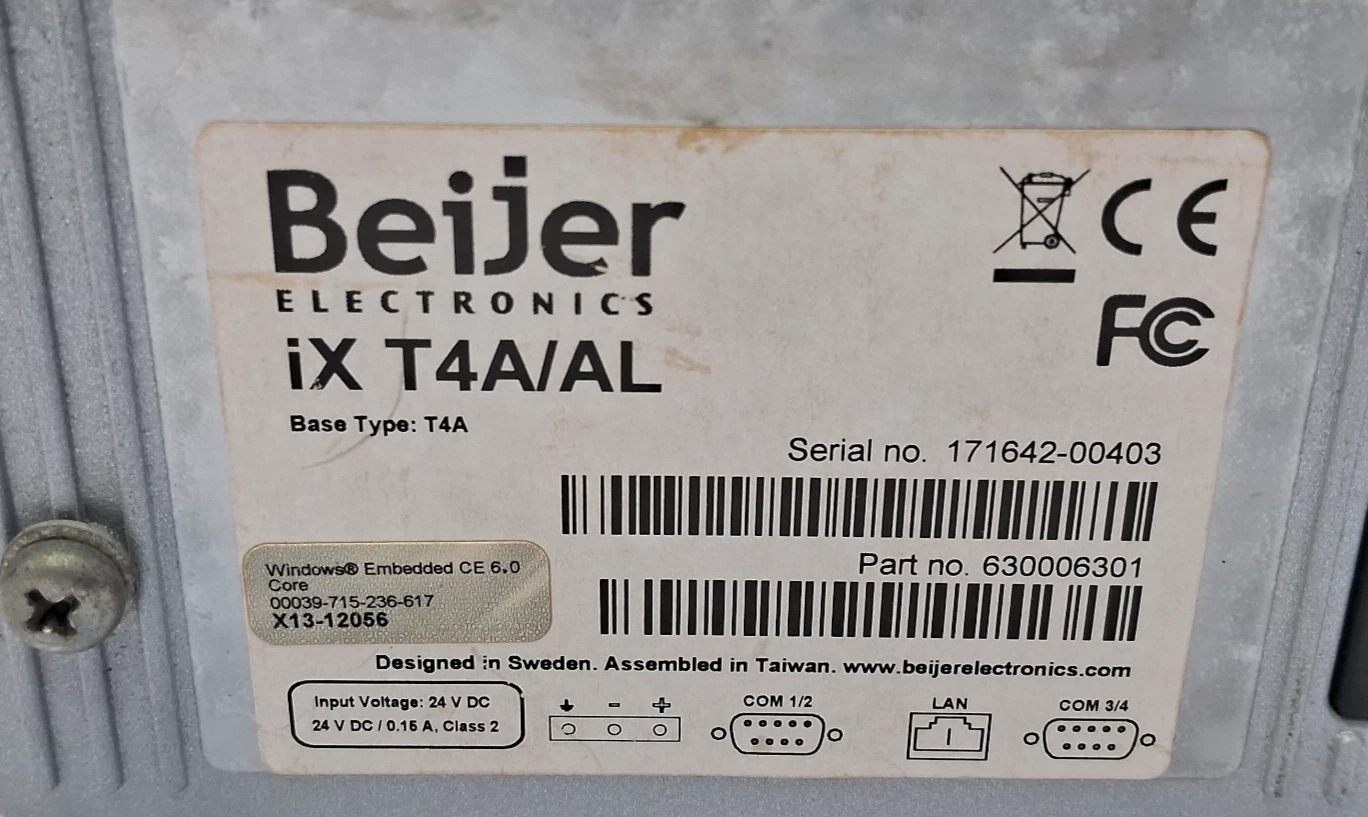 Beijer
ELECTRONICS
CE
FC
iX T4A/AL
Base Type: T4A
Serial no. 171642-00403
Part no. 630006301
Windows® Embedded CE 6.0
Core
00039-715-236-617
X13-12056
Designed in Sweden. Assembled in Taiwan. www.beijerelectronics.com
Input Voltage: 24 V DC
24 V DC / 0.15 A, Class 2
- +
COM 1/2
LAN
COM 3/4